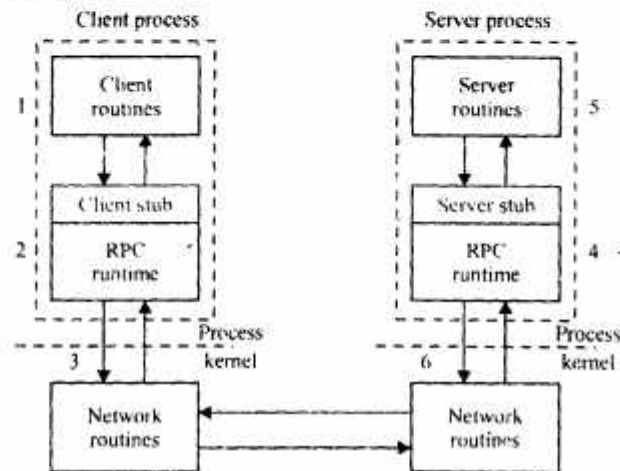 Client process
Server process
1
Client
routines
Server
routines
5
Client stub
Server stub
2
RPC
runtime
RPC
runtime
4
Process
Process
3
kernel
6
kernel
Network
routines
Network
routines